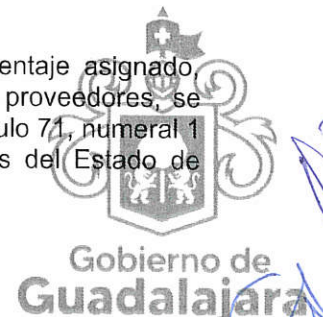 entaje asignado,
proveedores, se
ulo 71, numeral 1
s del Estado de
Gobierno de
Guadalajara